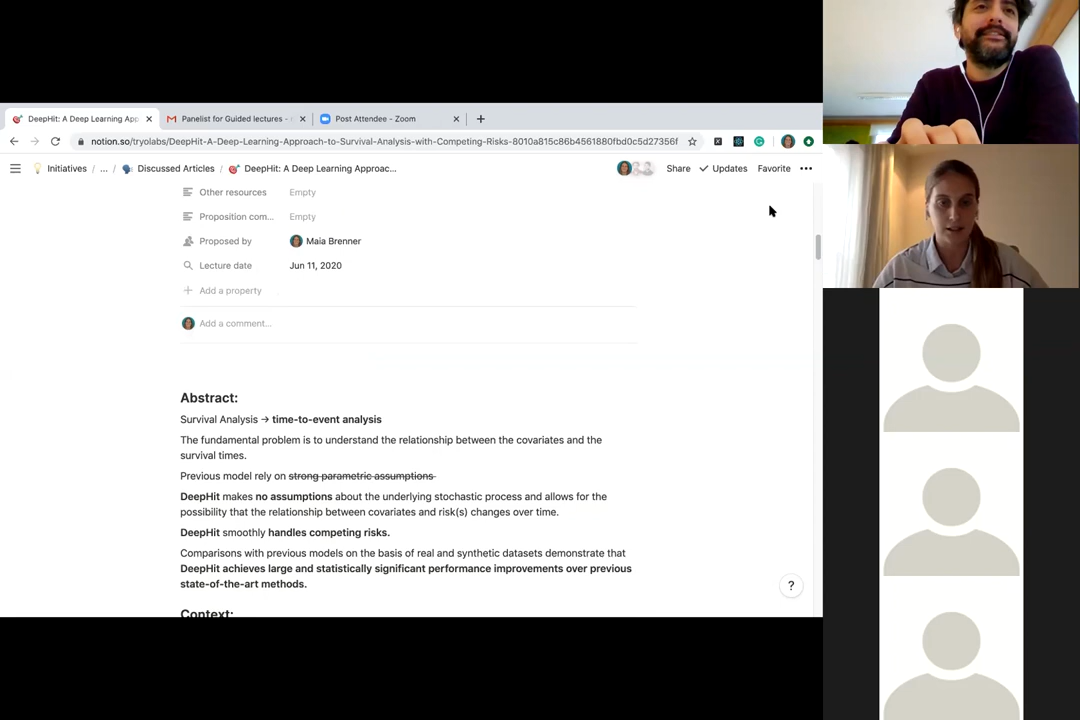 DeepHit: A Deep Learning App
Panelist for Guided lectures -
Post Attendee - Zoom
notion.so/tryolabs/DeepHit-A-Deep-Learning-Approach-to-Survival-Analysis-with-Competing-Risks-8010a815c86b4561880fbd0c5d27356f
Initiatives / ... / Discussed Articles / DeepHit: A Deep Learning Approac...
Share Updates Favorite
Other resources Empty
Proposition com... Empty
Proposed by Maia Brenner
Lecture date Jun 11, 2020
Add a property
Add a comment...
Abstract:
Survival Analysis → time-to-event analysis
The fundamental problem is to understand the relationship between the covariates and the
survival times.
Previous model rely on strong parametric assumptions
DeepHit makes no assumptions about the underlying stochastic process and allows for the
possibility that the relationship between covariates and risk(s) changes over time.
DeepHit smoothly handles competing risks.
Comparisons with previous models on the basis of real and synthetic datasets demonstrate that
DeepHit achieves large and statistically significant performance improvements over previous
state-of-the-art methods.
?
Context: